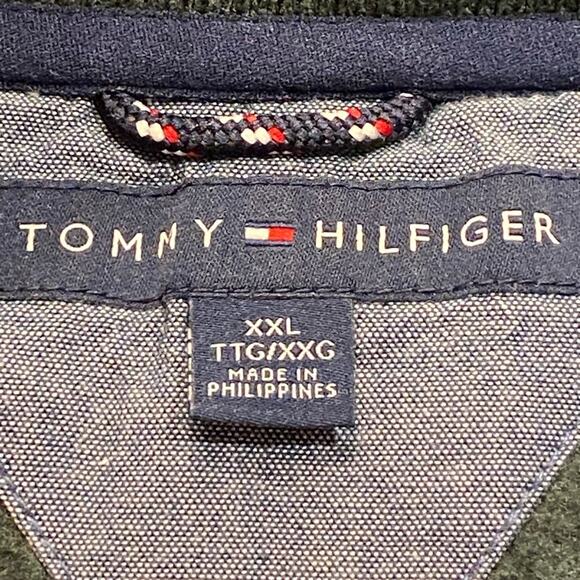 TOMMY HILFIGER
XXL
TTG/XXG
MADE IN
PHILIPPINES